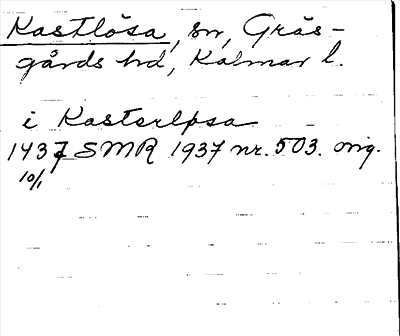 Kastlösa, sn, Gräs-
gårds hd, Kalmar l.
i Kasterløsa
1437 SMR 1937 nr. 503. orig.
10/1